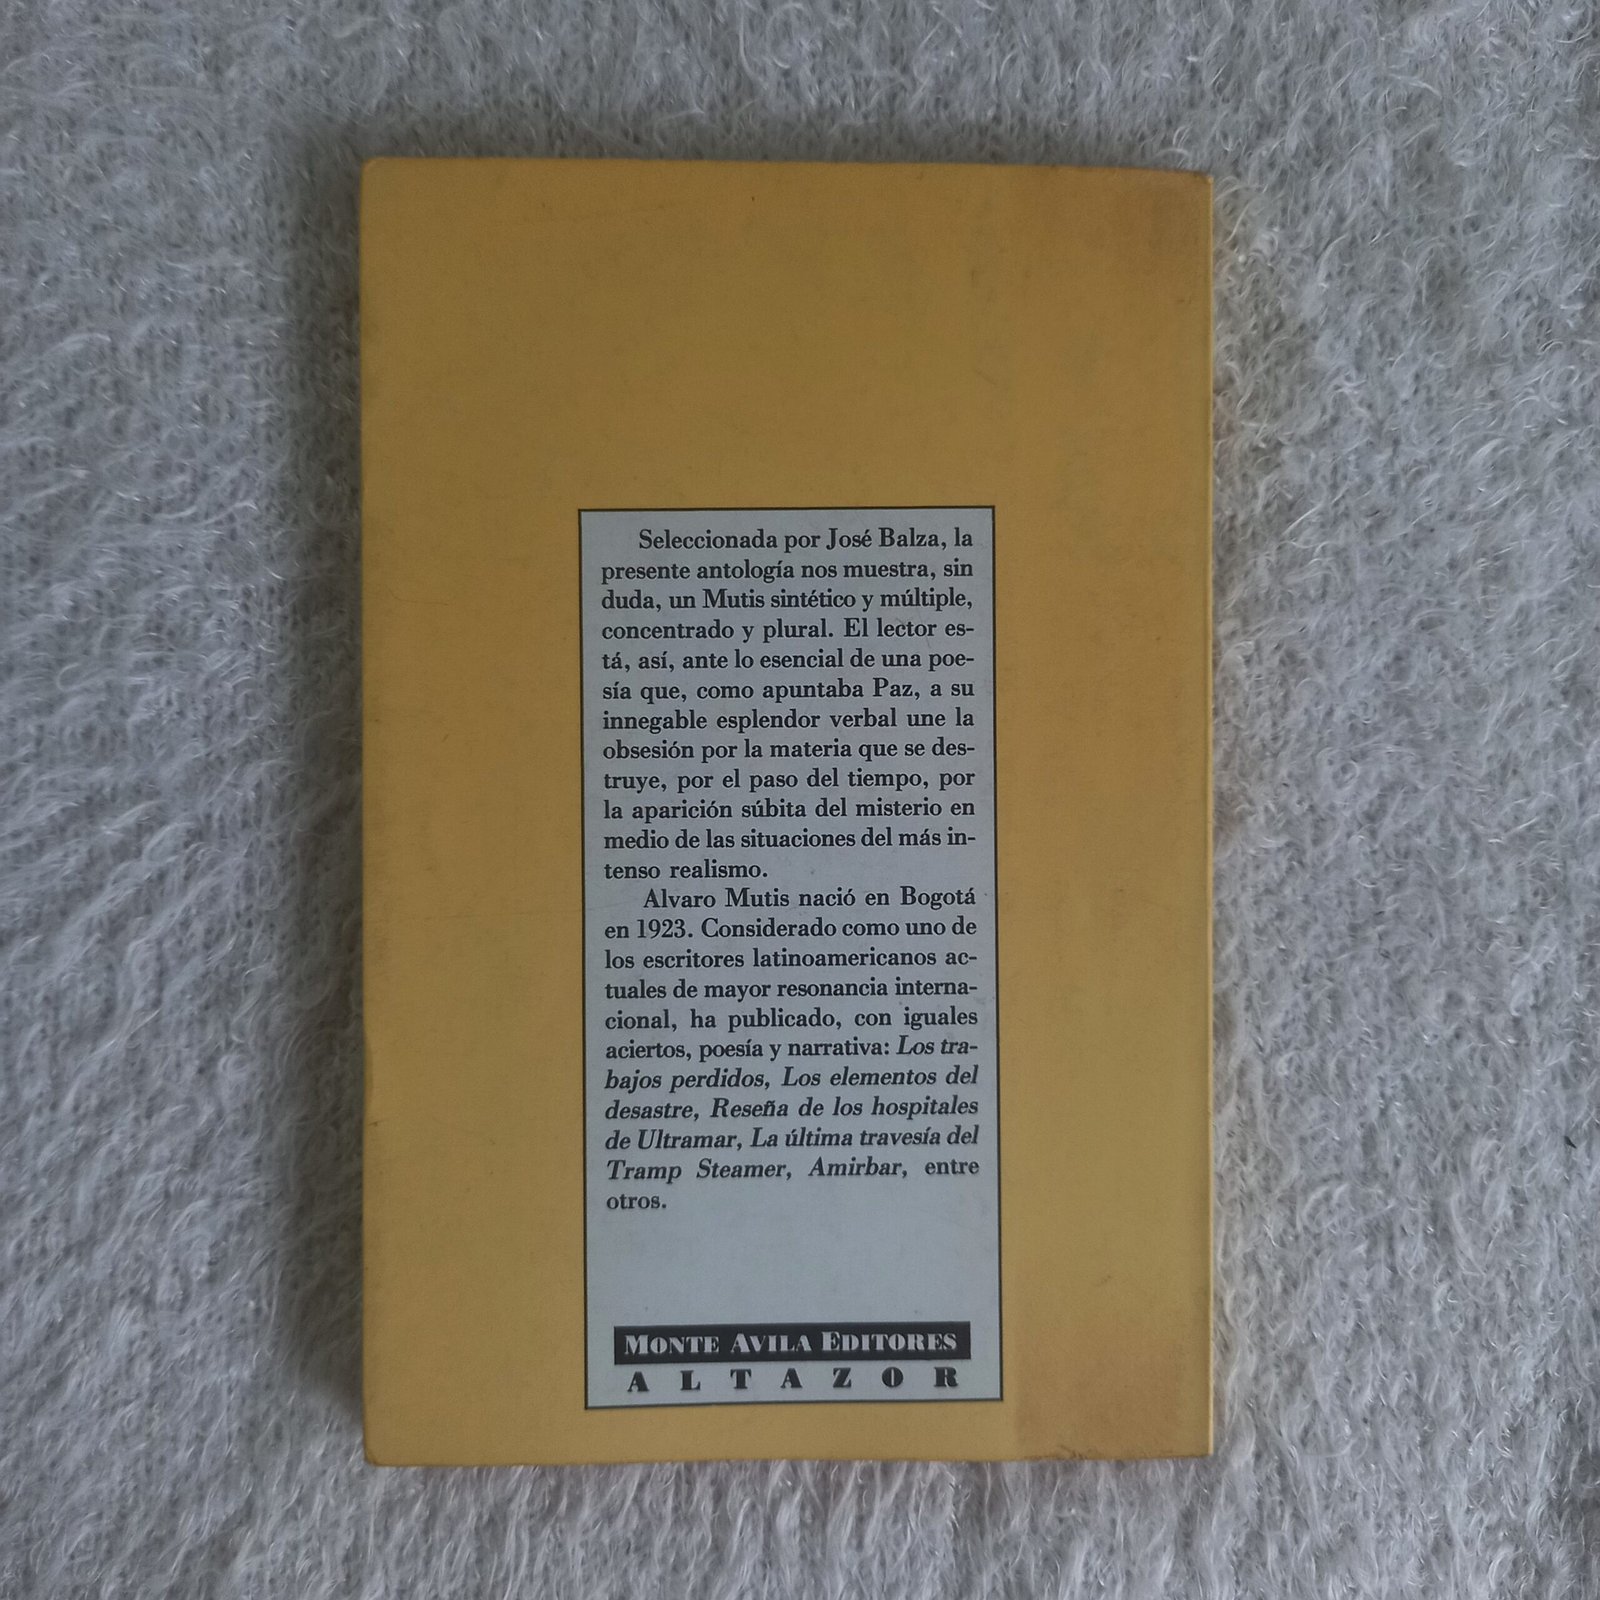 Seleccionada por José Balza, la
presente antología nos muestra, sin
duda, un Mutis sintético y múltiple,
concentrado y plural. El lector es-
tá, así, ante lo esencial de una poe-
sía que, como apuntaba Paz, a su
innegable esplendor verbal une la
obsesión por la materia que se des-
truye, por el paso del tiempo, por
la aparición súbita del misterio en
medio de las situaciones del más in-
tenso realismo.
Alvaro Mutis nació en Bogotá
en 1923. Considerado como uno de
los escritores latinoamericanos ac-
tuales de mayor resonancia interna-
cional, ha publicado, con iguales
aciertos, poesía y narrativa: Los tra-
bajos perdidos, Los elementos del
desastre, Reseña de los hospitales
de Ultramar, La última travesía del
Tramp Steamer, Amirbar, entre
otros.
MONTE AVILA EDITORES
ALTAZOR